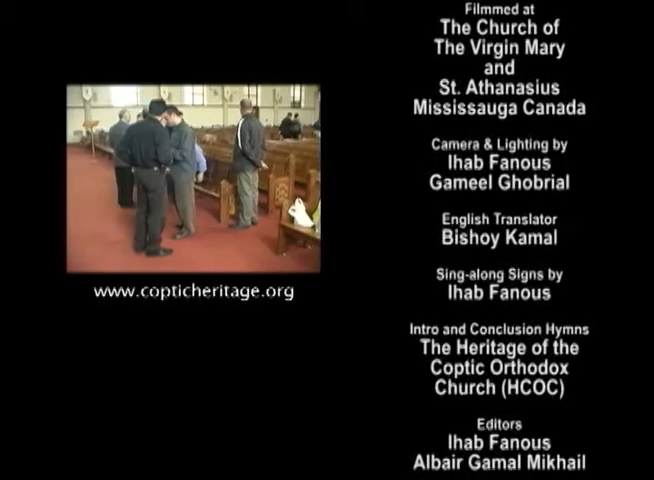 Filmmed at
The Church of
The Virgin Mary
and
St. Athanasius
Mississauga Canada
Camera & Lighting by
Ihab Fanous
Gameel Ghobrial
English Translator
Bishoy Kamal
Sing-along Signs by
Ihab Fanous
Intro and Conclusion Hymns
The Heritage of the
Coptic Orthodox
Church (HCOC)
Editors
Ihab Fanous
Albair Gamal Mikhail
www.copticheritage.org